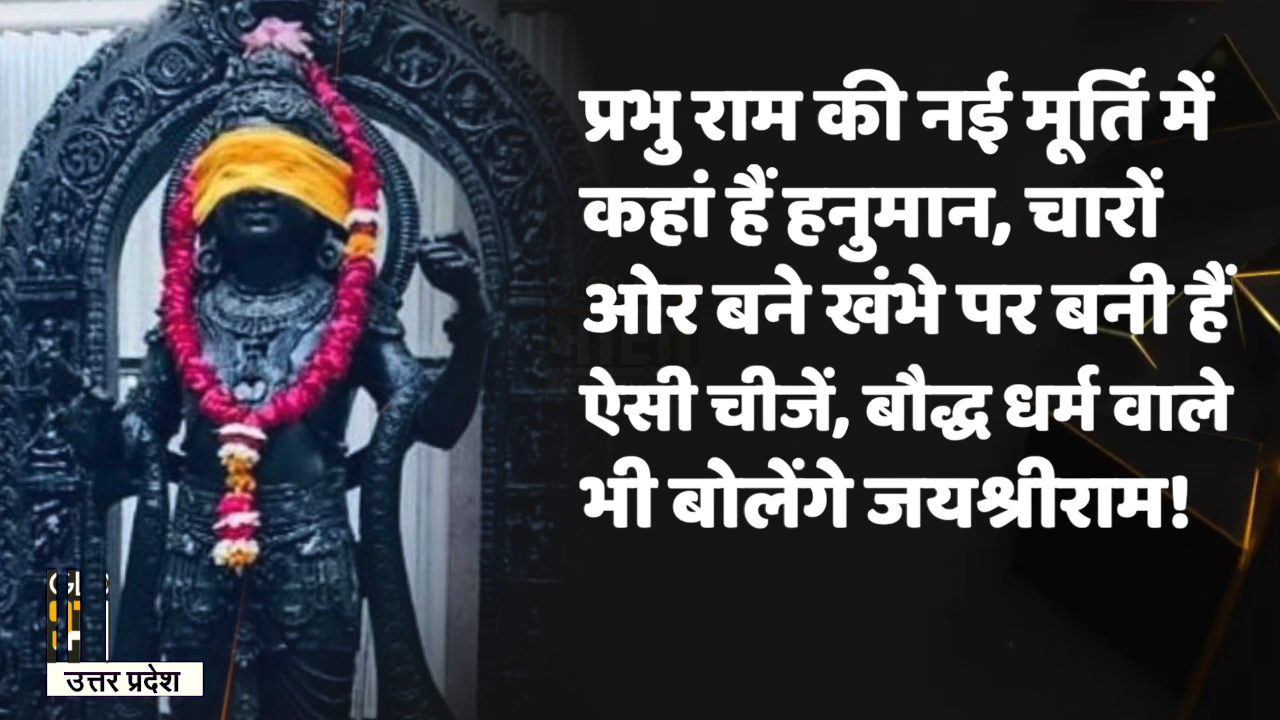 प्रभु राम की नई मूर्ति में
कहां हैं हनुमान, चारों
ओर बने खंभे पर बनी हैं
ऐसी चीजें, बौद्ध धर्म वाले
भी बोलेंगे जयश्रीराम!
उत्तर प्रदेश